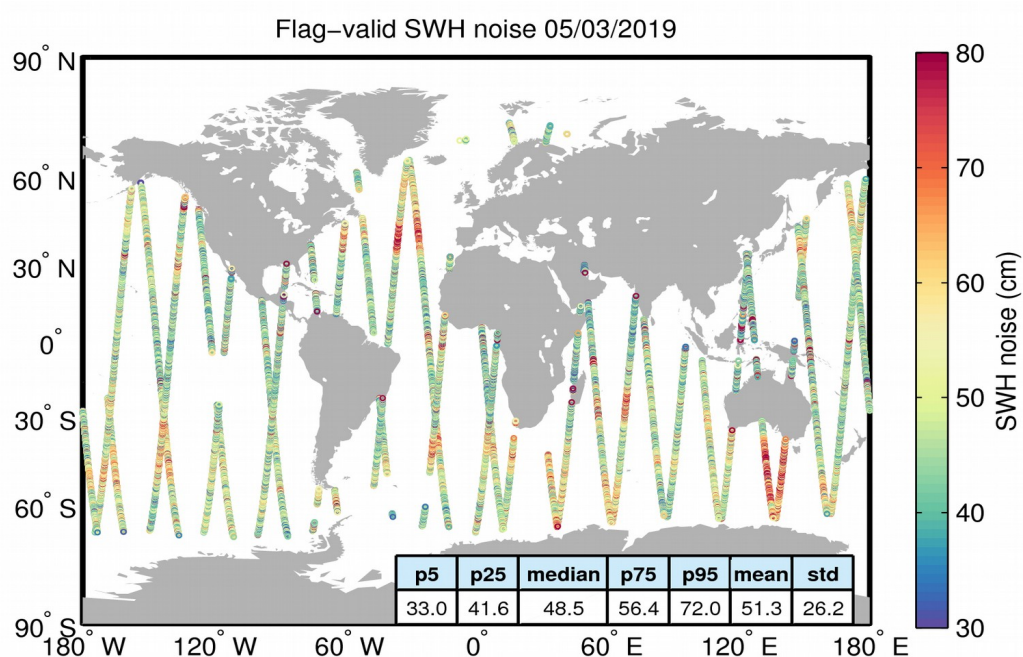 Flag−valid SWH noise 05/03/2019
90° N
60° N
30° N
0°
30° S
60° S
90° S
180° W
120° W
60° W
0°
60° E
120° E
180° E
80
70
60
50
40
30
SWH noise (cm)
p5 p25 median p75 p95 mean std
33.0 41.6 48.5 56.4 72.0 51.3 26.2